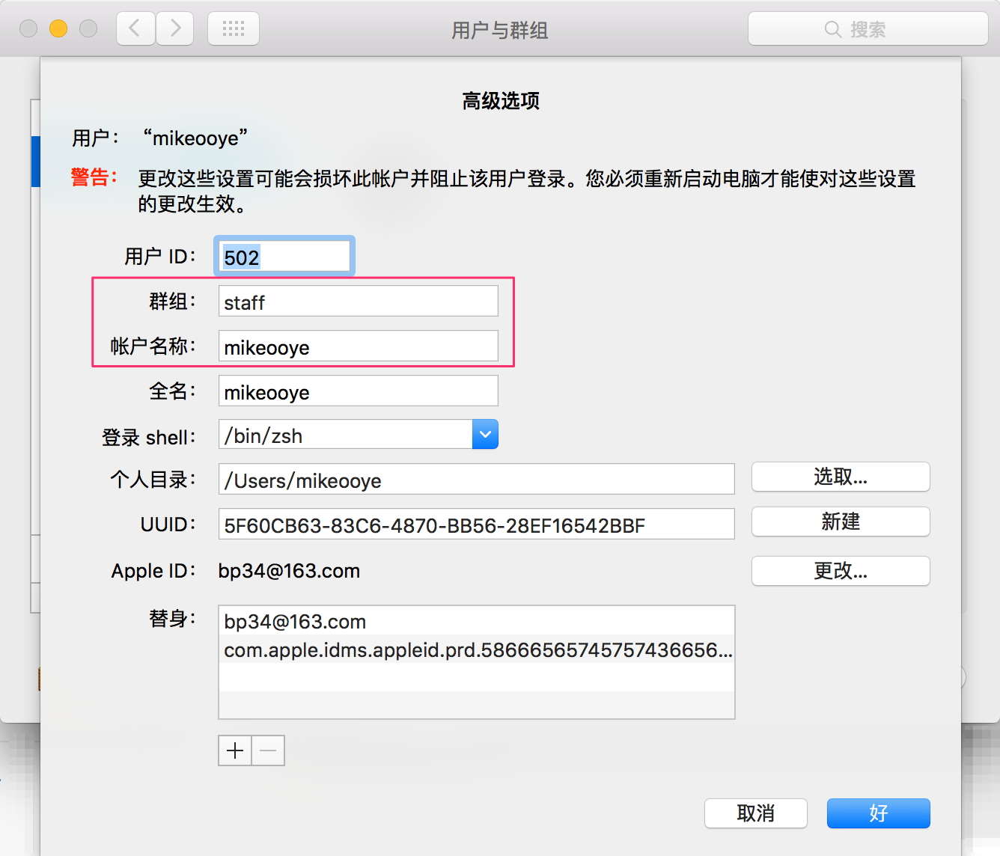 用户与群组
搜索
高级选项
用户： “mikeooye”
警告： 更改这些设置可能会损坏此帐户并阻止该用户登录。您必须重新启动电脑才能使对这些设置
的更改生效。
用户 ID： 502
群组： staff
帐户名称： mikeooye
全名： mikeooye
登录 shell： /bin/zsh
个人目录： /Users/mikeooye 选取...
UUID： 5F60CB63-83C6-4870-BB56-28EF16542BBF 新建
Apple ID： bp34@163.com 更改...
替身： bp34@163.com
com.apple.idms.appleid.prd.58666565745757436656...
取消 好